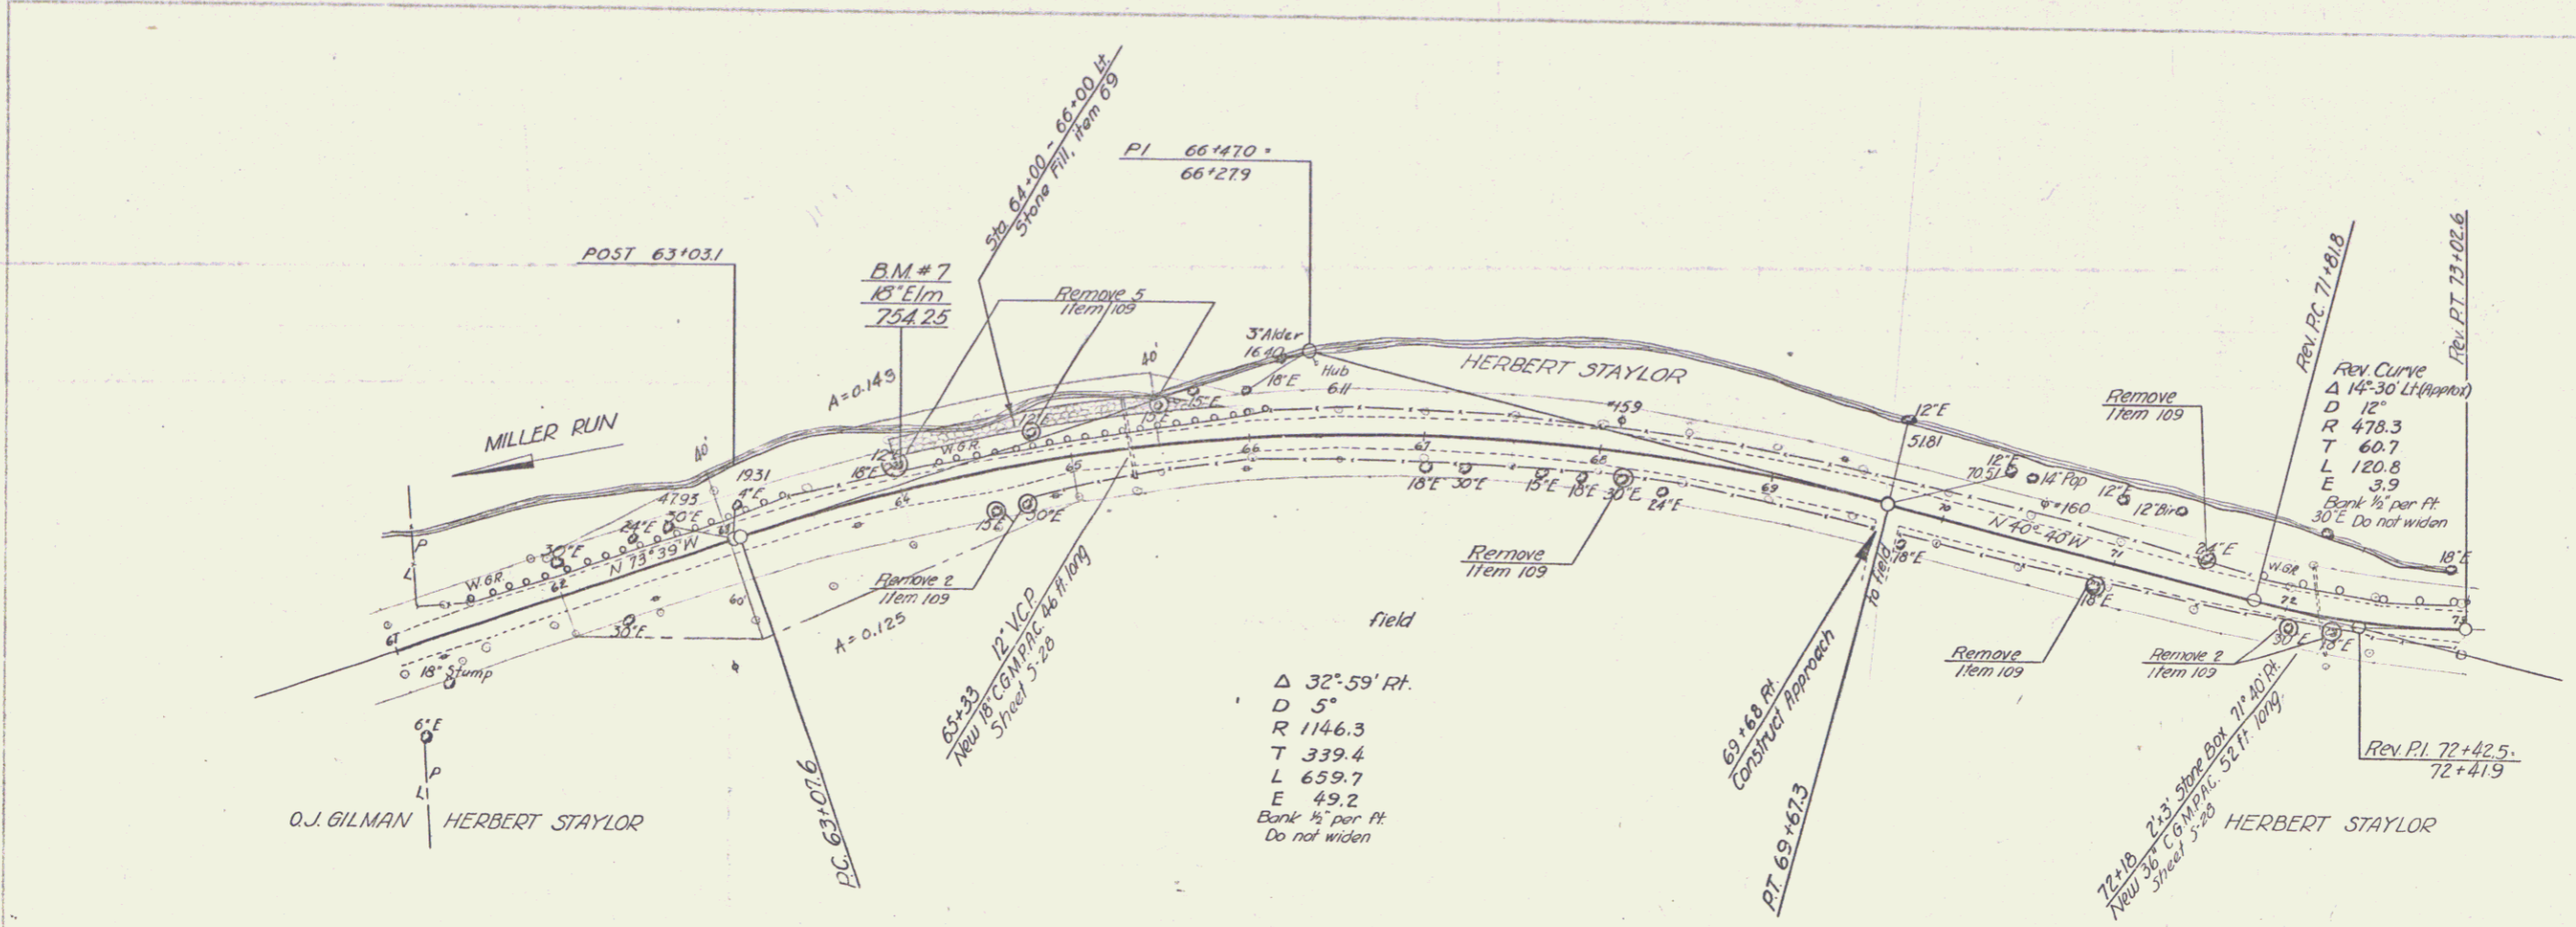 Sta. 64+00 - 66+00 Lt.
Stone Fill, item 69
P.I. 66+47.0 =
66+27.9
POST 63+03.1
B.M. # 7
18" Elm
754.25
Remove 5
Item 109
3" Alder
16.40
Hub
6.11
18"E
HERBERT STAYLOR
MILLER RUN
A = 0.143
40'
40'
19.31
4"E
47.93
30"E
24"E
30"E
W.G.R.
N 73° 39' W
61
62
18" Stump
30"E
60'
6"E
P
L
P
L
O.J. GILMAN
HERBERT STAYLOR
12"E
18"E
W.G.R.
12"E
15"E
15"E
64
65
66
67
68
69
70
71
72
73
15"E
30"E
Remove 2
Item 109
A = 0.125
P.C. 63+07.6
65+33 12" V.C.P.
New 18" C.G.M.P.A.C. 46 ft. long
Sheet S-28
18"E
30"E
15"E
18"E
30"E
24"E
Remove
Item 109
field
Δ 32°-59' Rt.
D 5°
R 1146.3
T 339.4
L 659.7
E 49.2
Bank ½" per ft.
Do not widen
159
12"E
51.81
12"E
70.51
14" Pop
12"E
12" Bir
160
N 40°-40' W
to field
18"E
69+68 Rt.
Construct Approach
P.T. 69+67.3
Remove
Item 109
24"E
18"E
Remove
Item 109
W.G.R.
30"E
18"E
Remove 2
Item 109
Rev. P.C. 71+81.8
Rev. P.T. 73+02.6
Rev. Curve
Δ 14°-30' Lt (Approx)
D 12°
R 478.3
T 60.7
L 120.8
E 3.9
Bank ½" per ft.
30"E Do not widen
18"E
Rev. P.I. 72+42.5 =
72+41.9
72+18 2'x3' Stone Box 71° 40' Rt.
New 36" C.G.M.P.A.C. 52 ft. long.
Sheet S-28
HERBERT STAYLOR